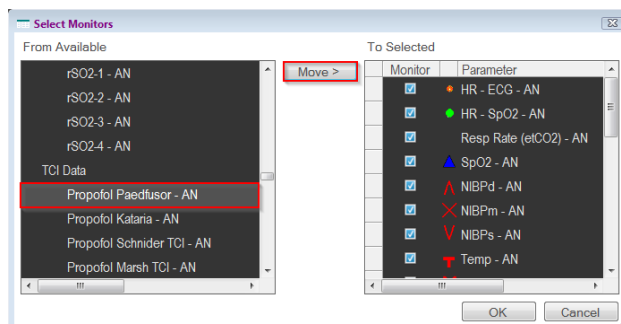 Select Monitors
From Available
To Selected
rSO2-1 - AN
rSO2-2 - AN
rSO2-3 - AN
rSO2-4 - AN
TCI Data
Propofol Paedfusor - AN
Propofol Kataria - AN
Propofol Schnider TCI - AN
Propofol Marsh TCI - AN
Move >
Monitor Parameter
HR - ECG - AN
HR - SpO2 - AN
Resp Rate (etCO2) - AN
SpO2 - AN
NIBPd - AN
NIBPm - AN
NIBPs - AN
Temp - AN
OK Cancel